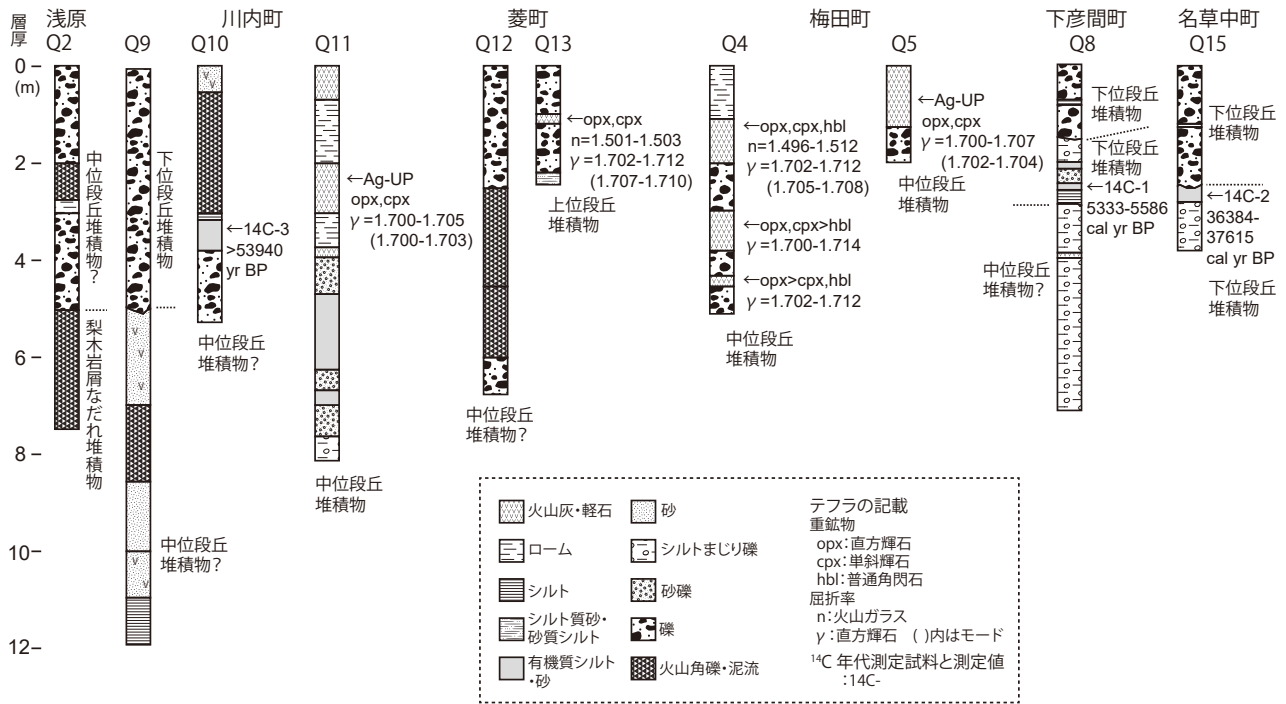 層厚
(m)
浅原
川内町
菱町
梅田町
下彦間町
名草中町
Q2
Q9
Q10
Q11
Q12
Q13
Q4
Q5
Q8
Q15
0
2
4
6
8
10
12
中位段丘堆積物?
梨木岩屑なだれ堆積物
下位段丘堆積物
中位段丘
堆積物?
←14C-3
>53940
yr BP
中位段丘
堆積物?
←Ag-UP
opx,cpx
γ=1.700-1.705
(1.700-1.703)
中位段丘
堆積物
中位段丘
堆積物?
←opx,cpx
n=1.501-1.503
γ=1.702-1.712
(1.707-1.710)
上位段丘
堆積物
←opx,cpx,hbl
n=1.496-1.512
γ=1.702-1.712
(1.705-1.708)
←opx,cpx>hbl
γ=1.700-1.714
←opx>cpx,hbl
γ=1.702-1.712
中位段丘
堆積物
←Ag-UP
opx,cpx
γ=1.700-1.707
(1.702-1.704)
中位段丘
堆積物
下位段丘
堆積物
下位段丘
堆積物
←14C-1
5333-5586
cal yr BP
中位段丘
堆積物?
下位段丘
堆積物
←14C-2
36384-
37615
cal yr BP
下位段丘
堆積物
火山灰・軽石
ローム
シルト
シルト質砂・
砂質シルト
有機質シルト
・砂
砂
シルトまじり礫
砂礫
礫
火山角礫・泥流
テフラの記載
重鉱物
opx:直方輝石
cpx:単斜輝石
hbl:普通角閃石
屈折率
n:火山ガラス
γ:直方輝石 ( )内はモード
14C 年代測定試料と測定値
:14C-